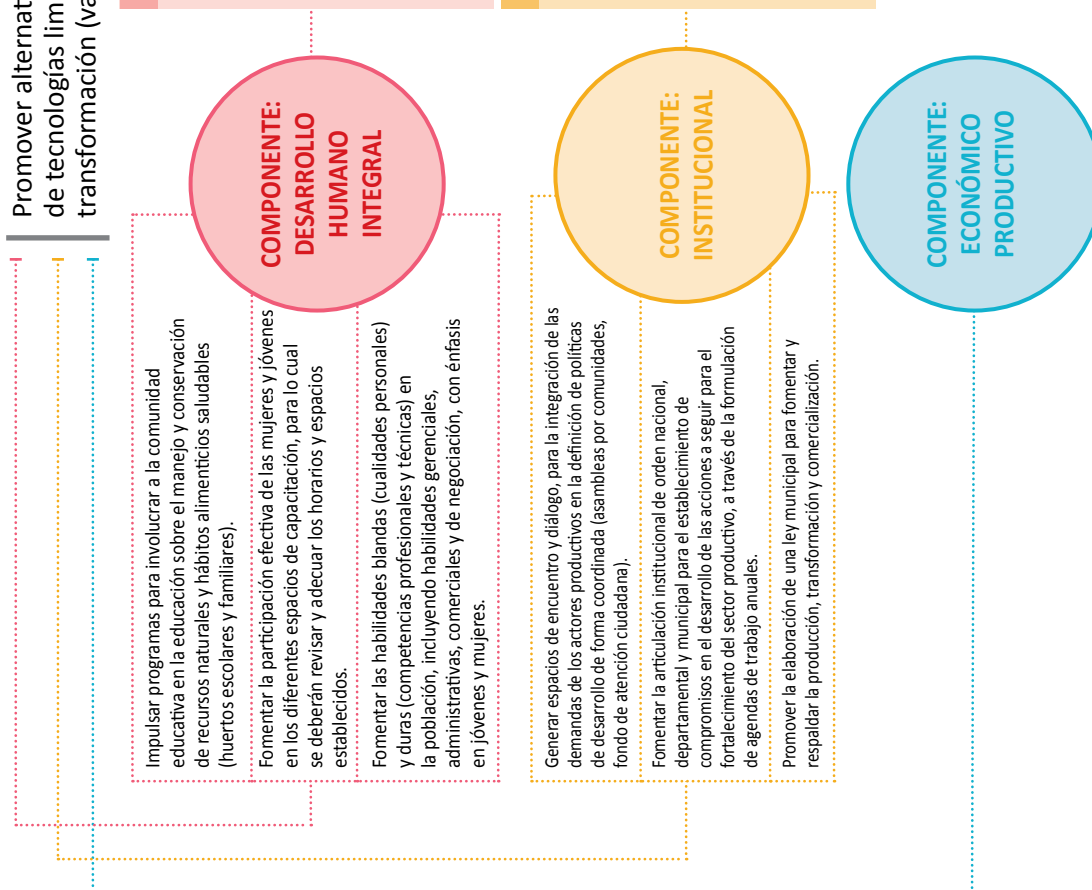 Promover alternat
de tecnologías lim
transformación (va
COMPONENTE:
DESARROLLO
HUMANO
INTEGRAL
Impulsar programas para involucrar a la comunidad
educativa en la educación sobre el manejo y conservación
de recursos naturales y hábitos alimenticios saludables
(huertos escolares y familiares).
Fomentar la participación efectiva de las mujeres y jóvenes
en los diferentes espacios de capacitación, para lo cual
se deberán revisar y adecuar los horarios y espacios
establecidos.
Fomentar las habilidades blandas (cualidades personales)
y duras (competencias profesionales y técnicas) en
la población, incluyendo habilidades gerenciales,
administrativas, comerciales y de negociación, con énfasis
en jóvenes y mujeres.
COMPONENTE:
INSTITUCIONAL
Generar espacios de encuentro y diálogo, para la integración de las
demandas de los actores productivos en la definición de políticas
de desarrollo de forma coordinada (asambleas por comunidades,
fondo de atención ciudadana).
Fomentar la articulación institucional de orden nacional,
departamental y municipal para el establecimiento de
compromisos en el desarrollo de las acciones a seguir para el
fortalecimiento del sector productivo, a través de la formulación
de agendas de trabajo anuales.
Promover la elaboración de una ley municipal para fomentar y
respaldar la producción, transformación y comercialización.
COMPONENTE:
ECONÓMICO
PRODUCTIVO